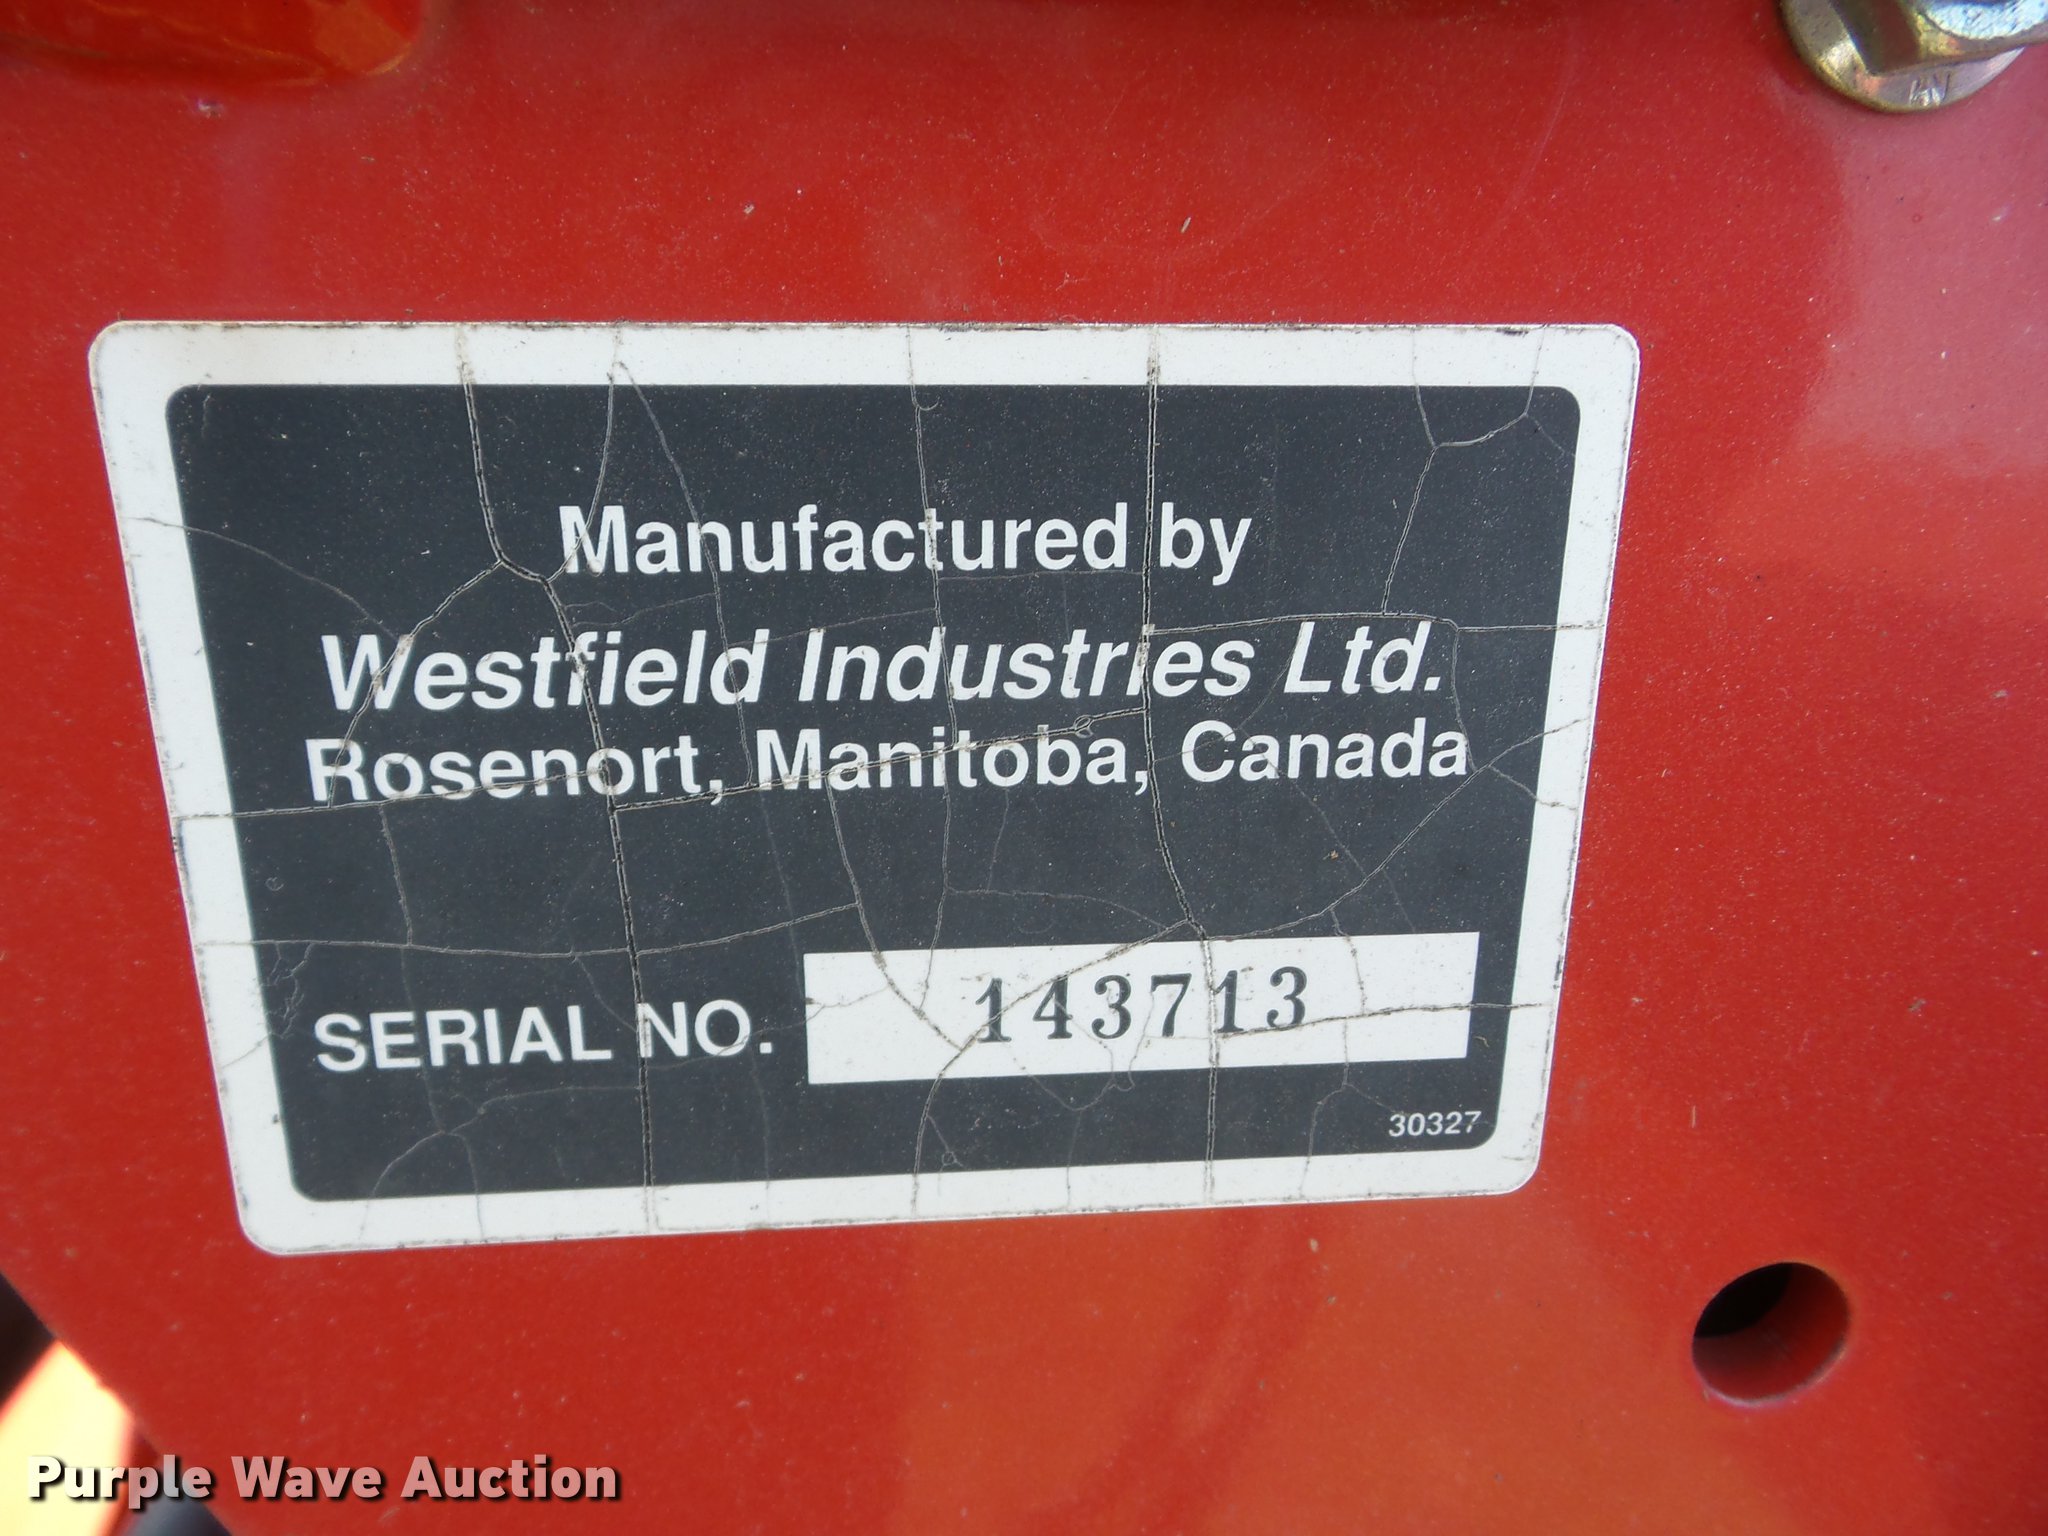 Manufactured by
Westfield Industries Ltd.
Rosenort, Manitoba, Canada
SERIAL NO. 143713
30327
Purple Wave Auction